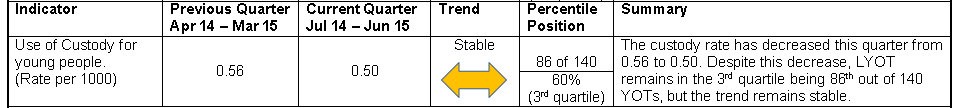 Indicator
Previous Quarter
Apr 14 – Mar 15
Current Quarter
Jul 14 – Jun 15
Trend
Percentile
Position
Summary
Use of Custody for
young people.
(Rate per 1000)
0.56
0.50
Stable
86 of 140
60%
(3rd quartile)
The custody rate has decreased this quarter from
0.56 to 0.50. Despite this decrease, LYOT
remains in the 3rd quartile being 86th out of 140
YOTs, but the trend remains stable.